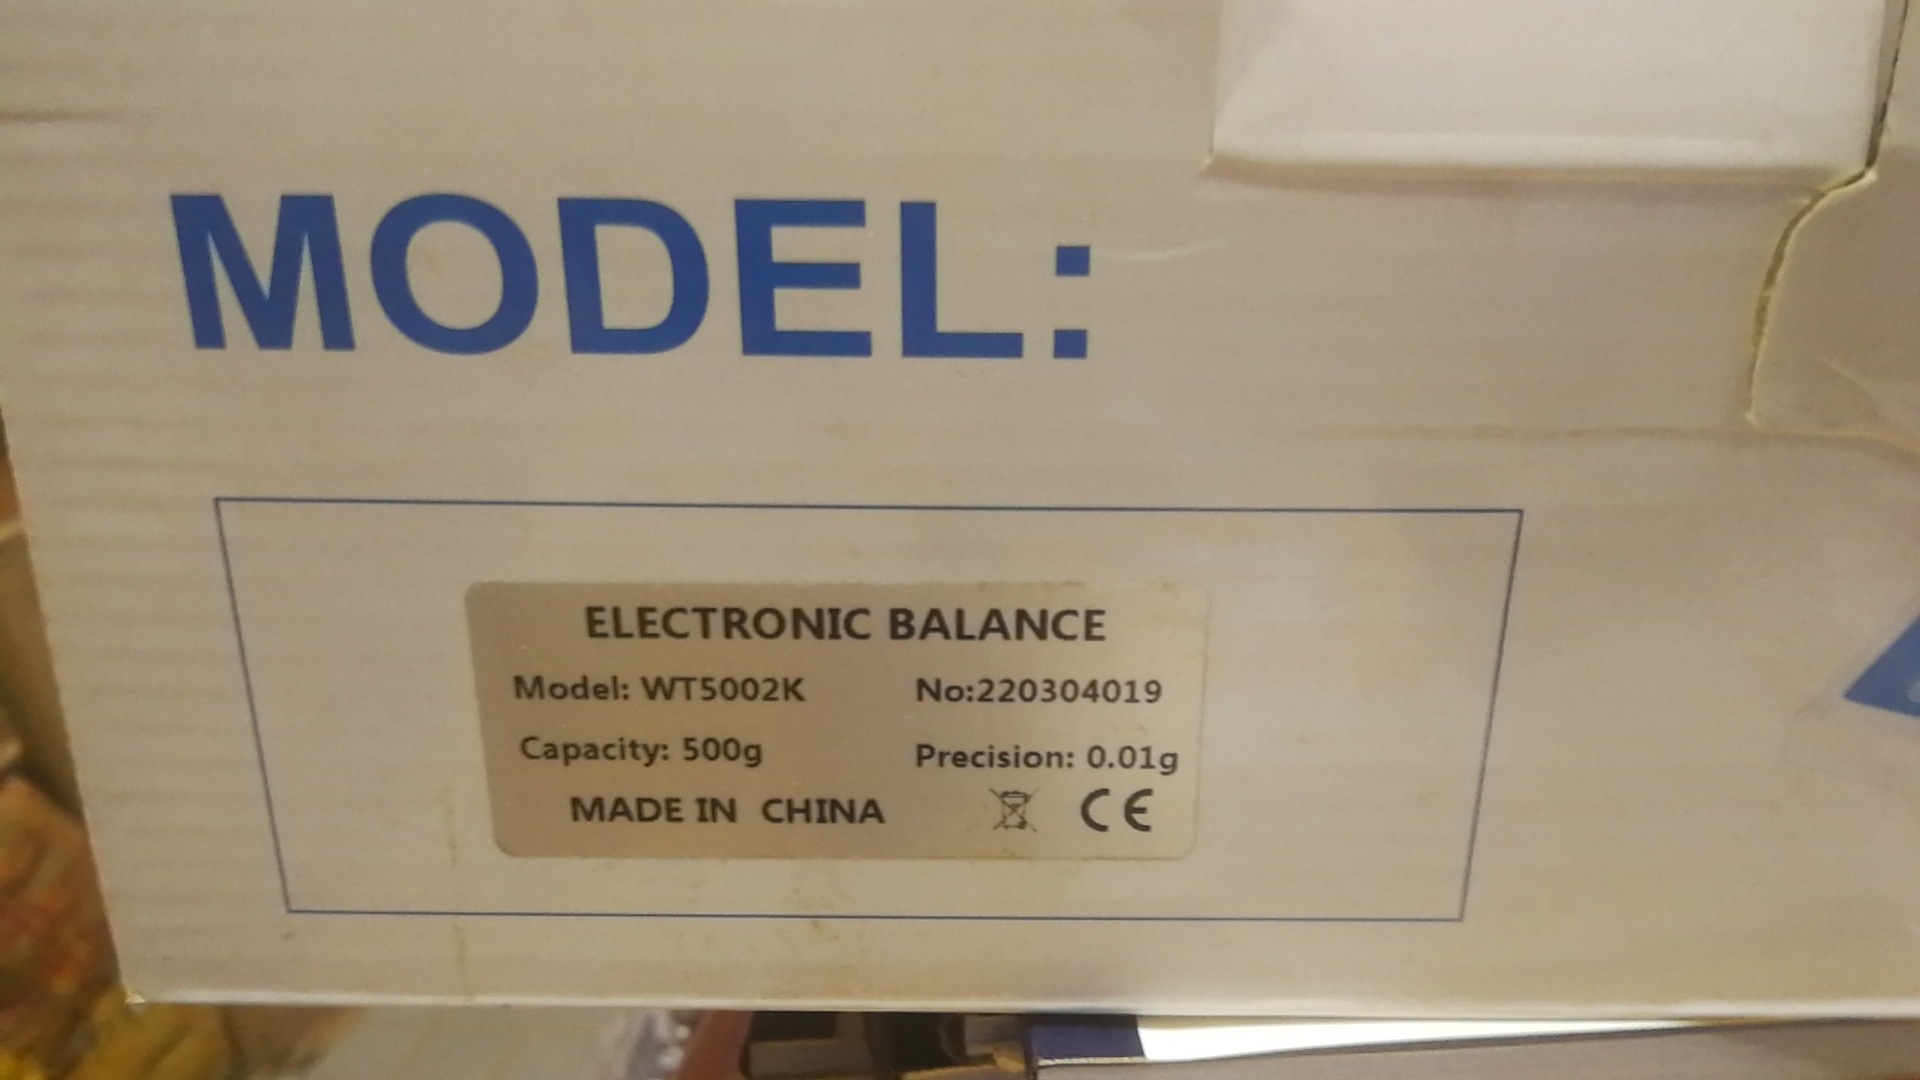 MODEL:
ELECTRONIC BALANCE
Model: WT5002K No:220304019
Capacity: 500g Precision: 0.01g
MADE IN CHINA CE